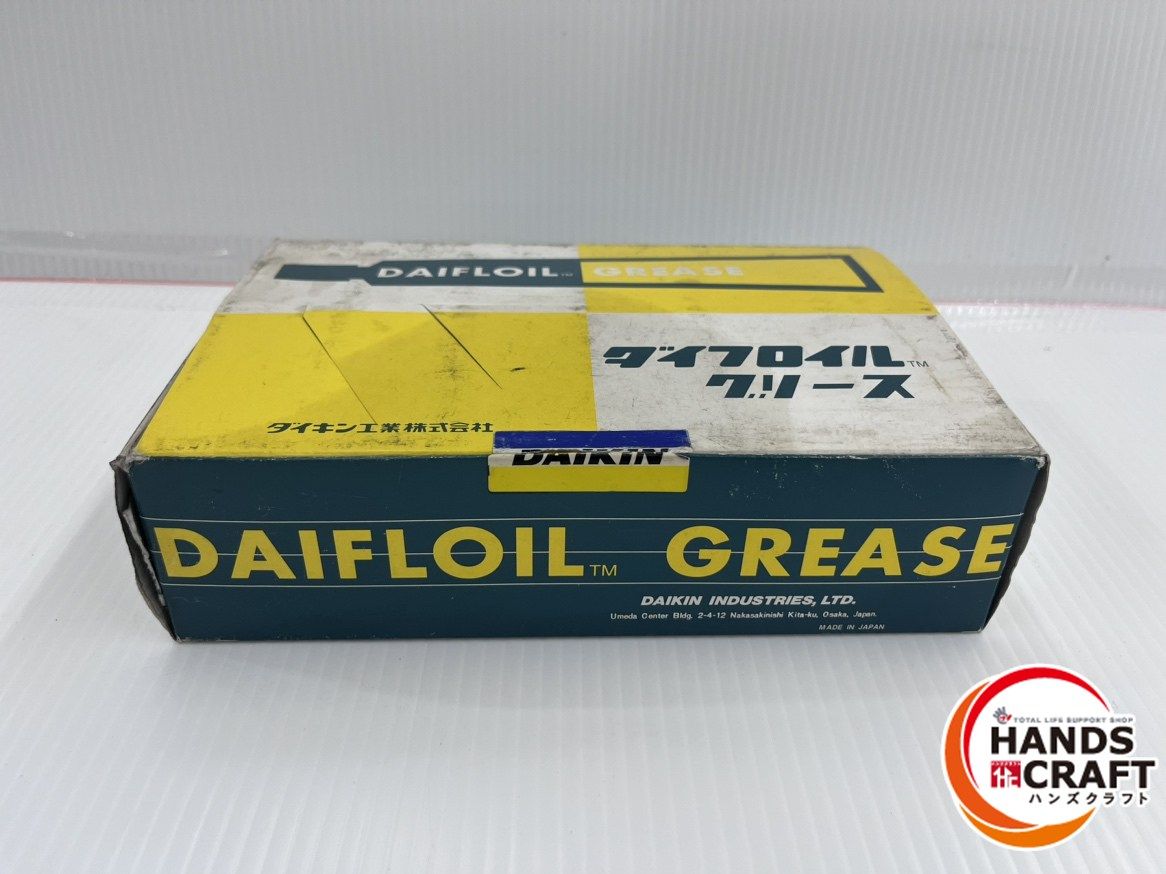 DAIFLOIL™ GREASE
ダイフロイル™
グリース
ダイキン工業株式会社
DAIKIN
DAIFLOIL™ GREASE
DAIKIN INDUSTRIES, LTD.
Umeda Center Bldg. 2-4-12 Nakasakinishi Kita-ku, Osaka, Japan.
MADE IN JAPAN
TOTAL LIFE SUPPORT SHOP
HANDS
CRAFT
ハンズクラフト